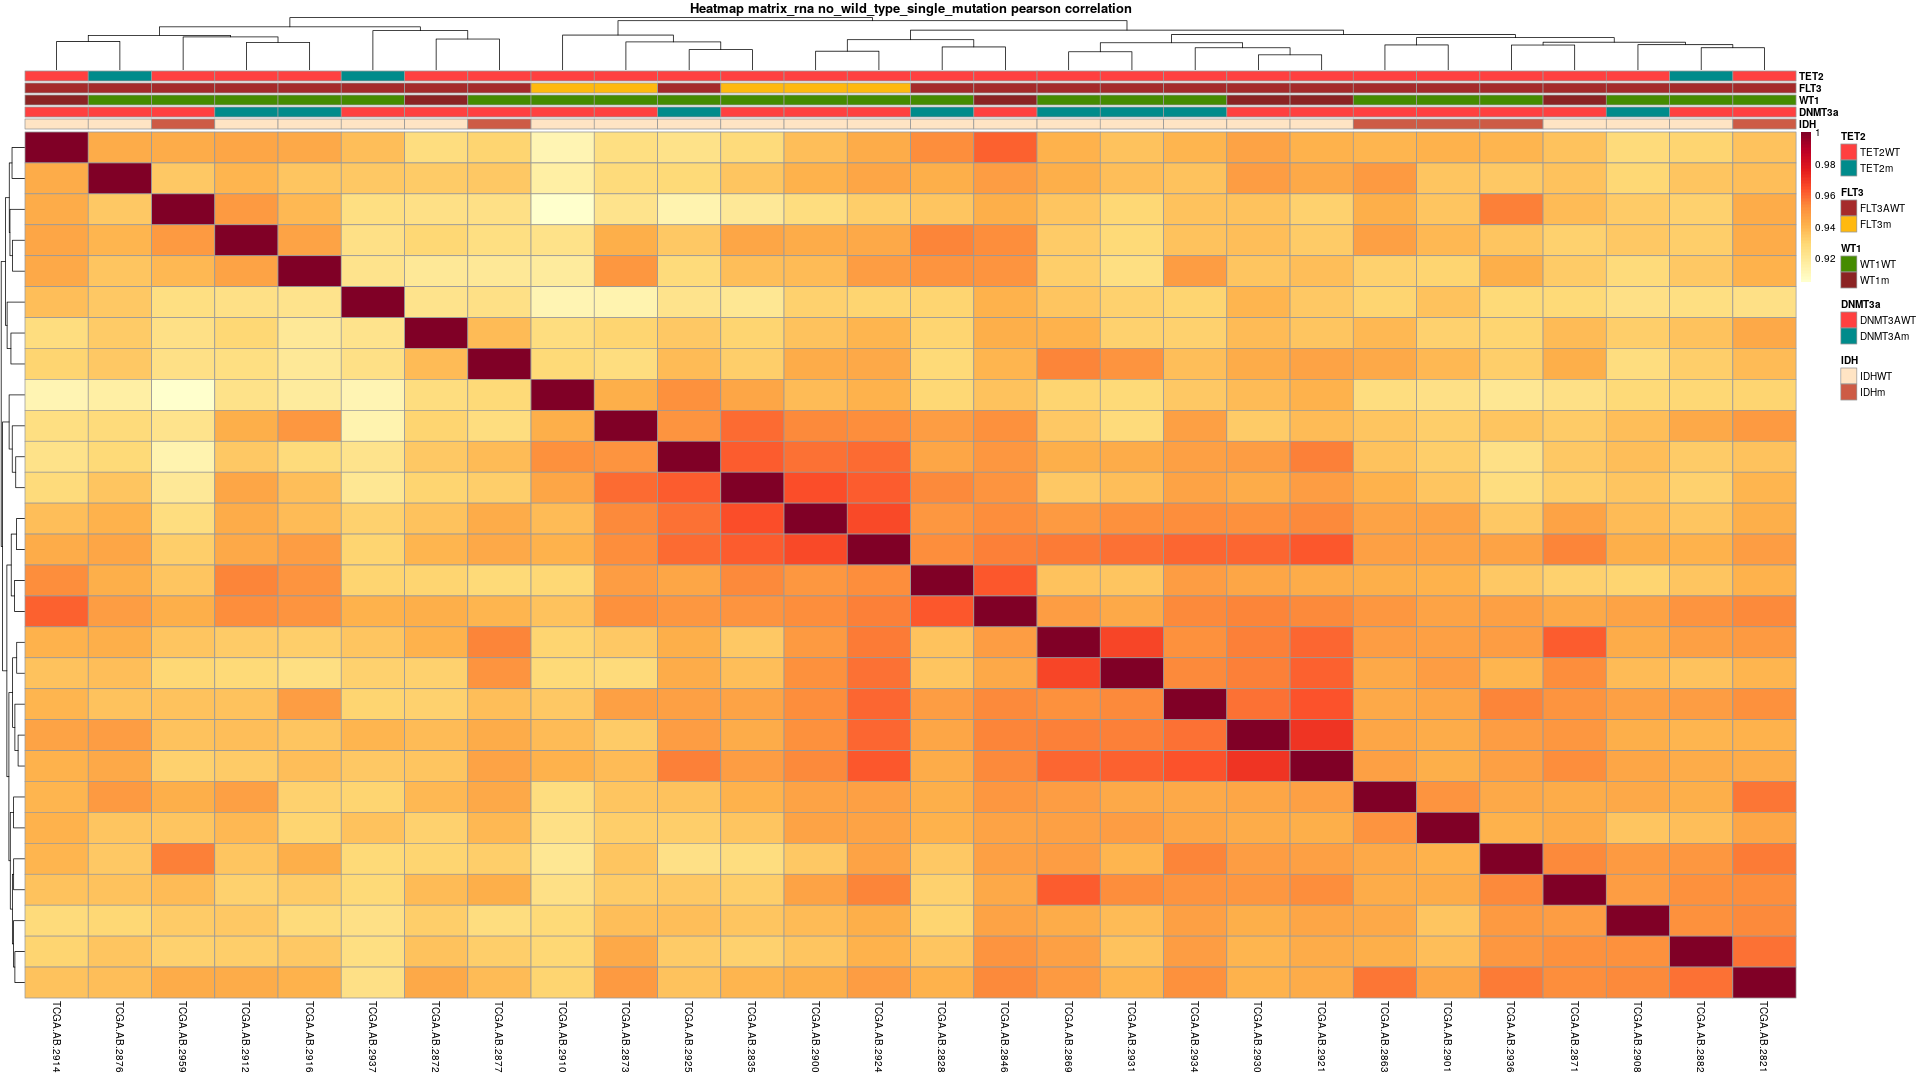 Heatmap matrix_rna no_wild_type_single_mutation pearson correlation
TET2
FLT3
WT1
DNMT3a
IDH
1
0.98
0.96
0.94
0.92
TET2
TET2WT
TET2m
FLT3
FLT3AWT
FLT3m
WT1
WT1WT
WT1m
DNMT3a
DNMT3AWT
DNMT3Am
IDH
IDHWT
IDHm
TCGA.AB.2914
TCGA.AB.2876
TCGA.AB.2959
TCGA.AB.2912
TCGA.AB.2916
TCGA.AB.2937
TCGA.AB.2872
TCGA.AB.2877
TCGA.AB.2910
TCGA.AB.2873
TCGA.AB.2925
TCGA.AB.2835
TCGA.AB.2900
TCGA.AB.2924
TCGA.AB.2828
TCGA.AB.2846
TCGA.AB.2869
TCGA.AB.2931
TCGA.AB.2934
TCGA.AB.2930
TCGA.AB.2921
TCGA.AB.2863
TCGA.AB.2901
TCGA.AB.2936
TCGA.AB.2871
TCGA.AB.2908
TCGA.AB.2882
TCGA.AB.2821